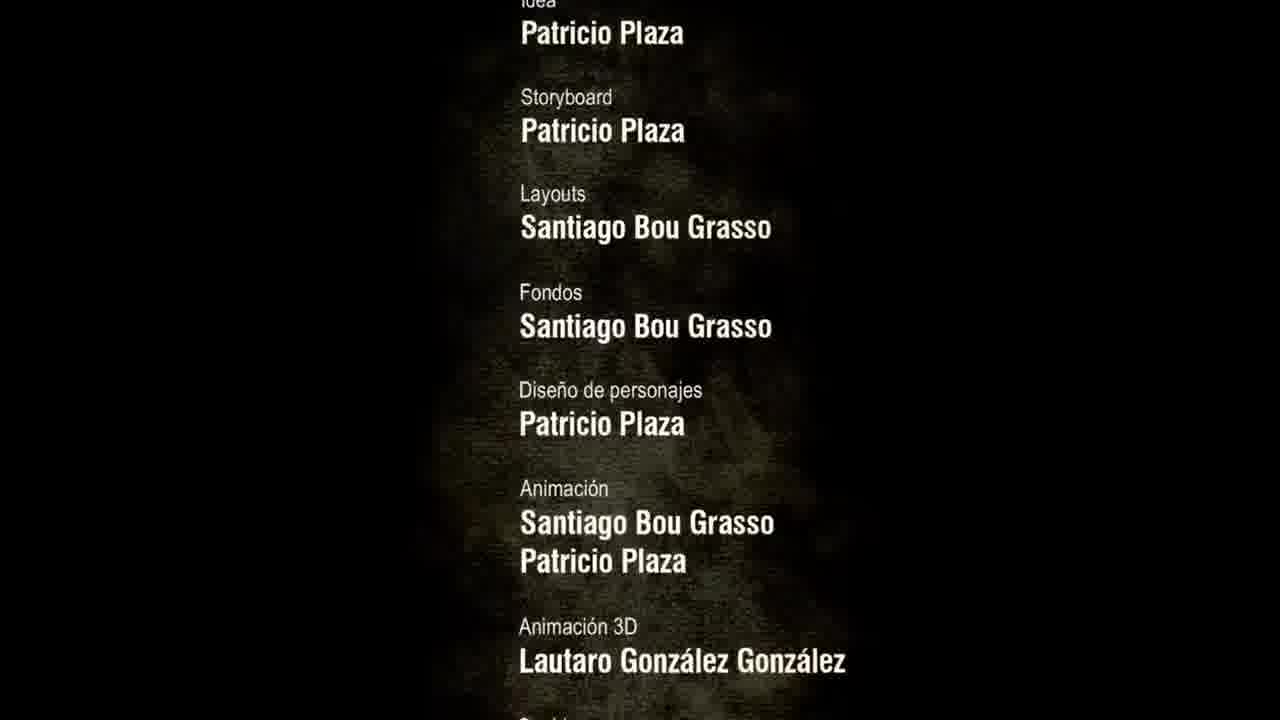 Idea
Patricio Plaza
Storyboard
Patricio Plaza
Layouts
Santiago Bou Grasso
Fondos
Santiago Bou Grasso
Diseño de personajes
Patricio Plaza
Animación
Santiago Bou Grasso
Patricio Plaza
Animación 3D
Lautaro González González